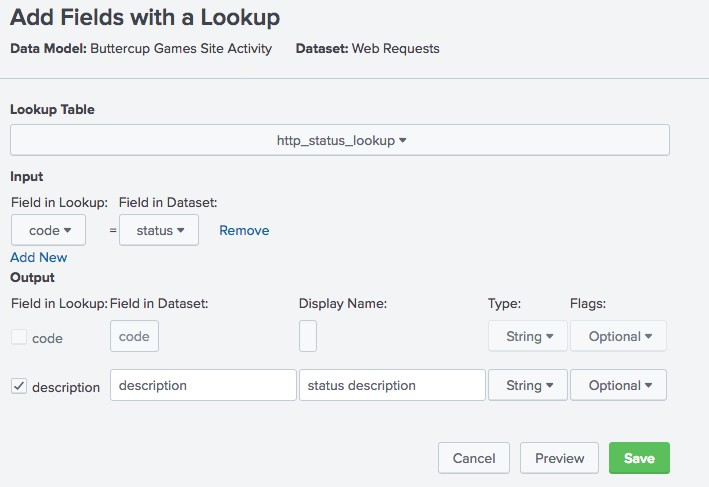 Add Fields with a Lookup
Data Model: Buttercup Games Site Activity Dataset: Web Requests
Lookup Table
http_status_lookup
Input
Field in Lookup: Field in Dataset:
code = status Remove
Add New
Output
Field in Lookup: Field in Dataset: Display Name: Type: Flags:
code code String Optional
description description status description String Optional
Cancel Preview Save